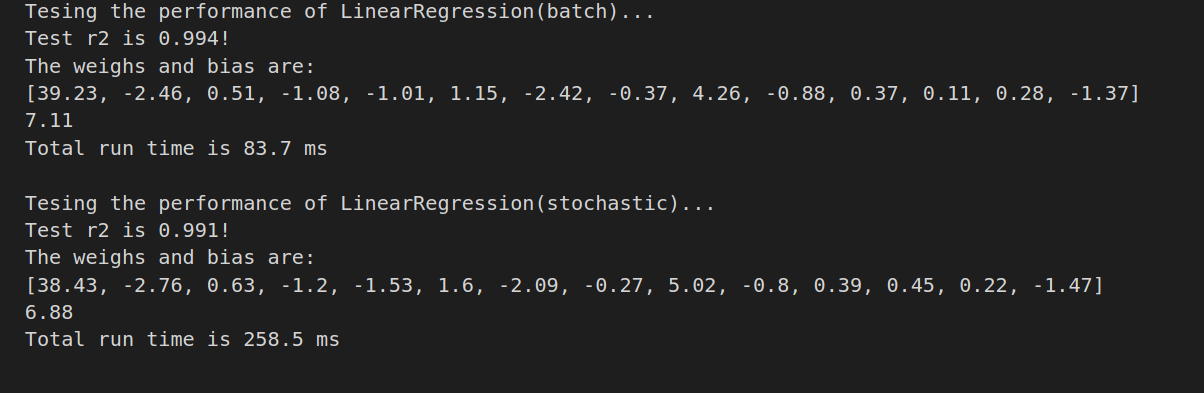 Tesing the performance of LinearRegression(batch)...
Test r2 is 0.994!
The weighs and bias are:
[39.23, -2.46, 0.51, -1.08, -1.01, 1.15, -2.42, -0.37, 4.26, -0.88, 0.37, 0.11, 0.28, -1.37]
7.11
Total run time is 83.7 ms
Tesing the performance of LinearRegression(stochastic)...
Test r2 is 0.991!
The weighs and bias are:
[38.43, -2.76, 0.63, -1.2, -1.53, 1.6, -2.09, -0.27, 5.02, -0.8, 0.39, 0.45, 0.22, -1.47]
6.88
Total run time is 258.5 ms